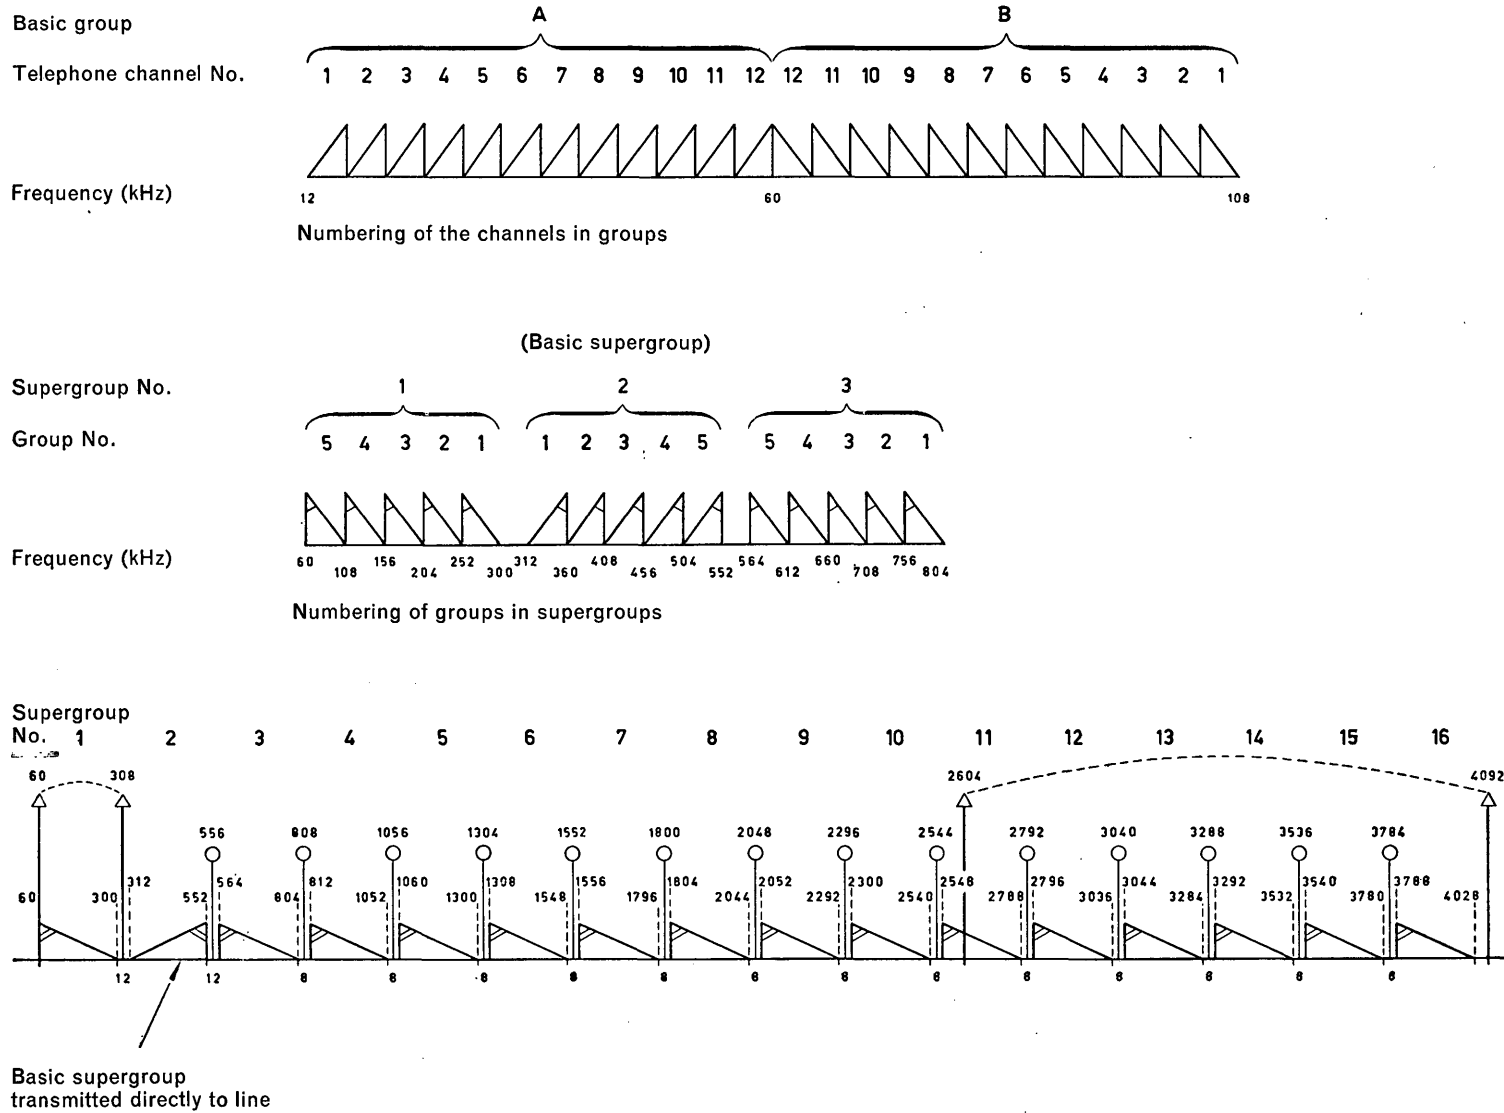 Basic group A B
Telephone channel No. 1 2 3 4 5 6 7 8 9 10 11 12 12 11 10 9 8 7 6 5 4 3 2 1
Frequency (kHz) 12 60 108
Numbering of the channels in groups
(Basic supergroup)
Supergroup No. 1 2 3
Group No. 5 4 3 2 1 1 2 3 4 5 5 4 3 2 1
Frequency (kHz) 60 156 252 312 408 504 564 660 756
108 204 300 360 456 552 612 708 804
Numbering of groups in supergroups
Supergroup
No. 1 2 3 4 5 6 7 8 9 10 11 12 13 14 15 16
60 308 2604 4092
556 808 1056 1304 1552 1800 2048 2296 2544 2792 3040 3288 3536 3784
312 564 812 1060 1308 1556 1804 2052 2300 2548 2796 3044 3292 3540 3788
60 300 552 804 1052 1300 1548 1796 2044 2292 2540 2788 3036 3284 3532 3780 4028
12 12 8 8 8 8 8 8 8 8 8 8 8 8 8
Basic supergroup
transmitted directly to line